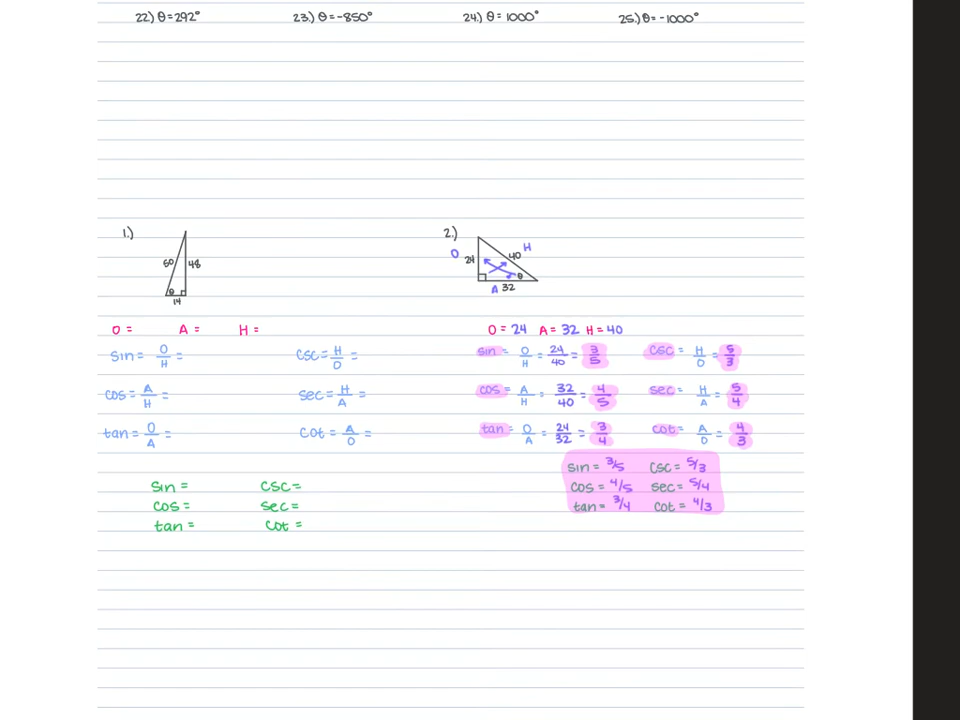 22.) θ = 292°
23.) θ = -850°
24.) θ = 1000°
25.) θ = -1000°
1.)
48
14
θ
2.)
O
24
40
H
θ
A 32
O =
A =
H =
sin = O/H =
csc = H/O =
cos = A/H =
sec = H/A =
tan = O/A =
cot = A/O =
sin =
csc =
cos =
sec =
tan =
cot =
O = 24 A = 32 H = 40
sin = O/H = 24/40 = 3/5
csc = H/O = 5/3
cos = A/H = 32/40 = 4/5
sec = H/A = 5/4
tan = O/A = 24/32 = 3/4
cot = A/O = 4/3
sin = 3/5 csc = 5/3
cos = 4/5 sec = 5/4
tan = 3/4 cot = 4/3